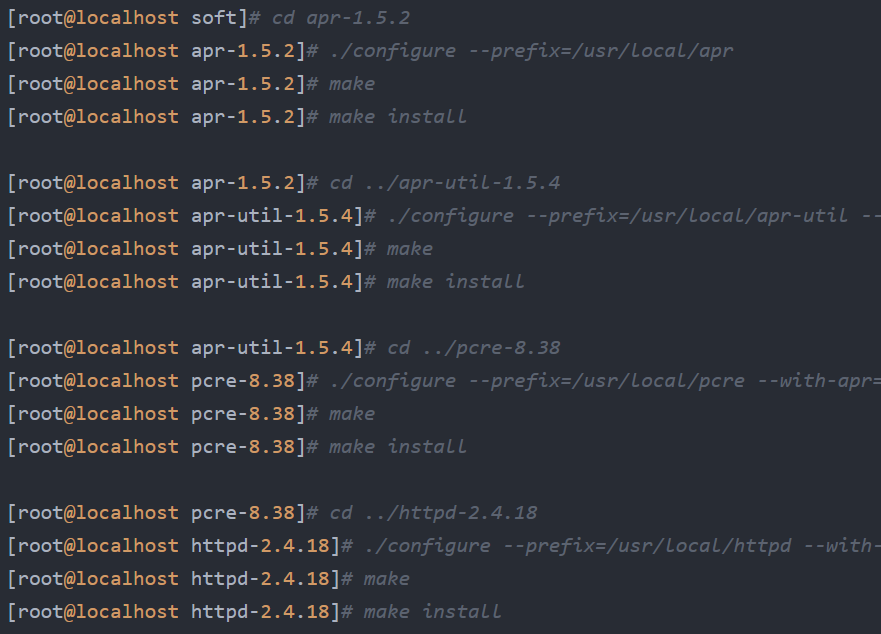 [root@localhost soft]# cd apr-1.5.2
[root@localhost apr-1.5.2]# ./configure --prefix=/usr/local/apr
[root@localhost apr-1.5.2]# make
[root@localhost apr-1.5.2]# make install
[root@localhost apr-1.5.2]# cd ../apr-util-1.5.4
[root@localhost apr-util-1.5.4]# ./configure --prefix=/usr/local/apr-util --
[root@localhost apr-util-1.5.4]# make
[root@localhost apr-util-1.5.4]# make install
[root@localhost apr-util-1.5.4]# cd ../pcre-8.38
[root@localhost pcre-8.38]# ./configure --prefix=/usr/local/pcre --with-apr=
[root@localhost pcre-8.38]# make
[root@localhost pcre-8.38]# make install
[root@localhost pcre-8.38]# cd ../httpd-2.4.18
[root@localhost httpd-2.4.18]# ./configure --prefix=/usr/local/httpd --with-
[root@localhost httpd-2.4.18]# make
[root@localhost httpd-2.4.18]# make install